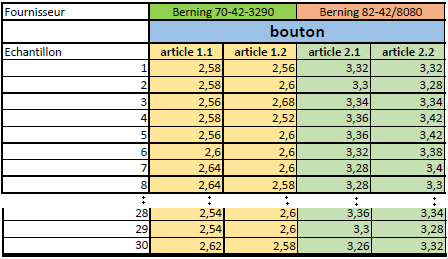 Fournisseur Berning 70-42-3290 Berning 82-42/8080
bouton
Echantillon article 1.1 article 1.2 article 2.1 article 2.2
1 2,58 2,56 3,32 3,32
2 2,58 2,6 3,3 3,28
3 2,56 2,68 3,34 3,34
4 2,58 2,52 3,36 3,42
5 2,56 2,6 3,36 3,42
6 2,6 2,6 3,32 3,38
7 2,64 2,6 3,28 3,4
8 2,64 2,58 3,28 3,3
28 2,54 2,6 3,36 3,34
29 2,54 2,6 3,3 3,28
30 2,62 2,58 3,26 3,32